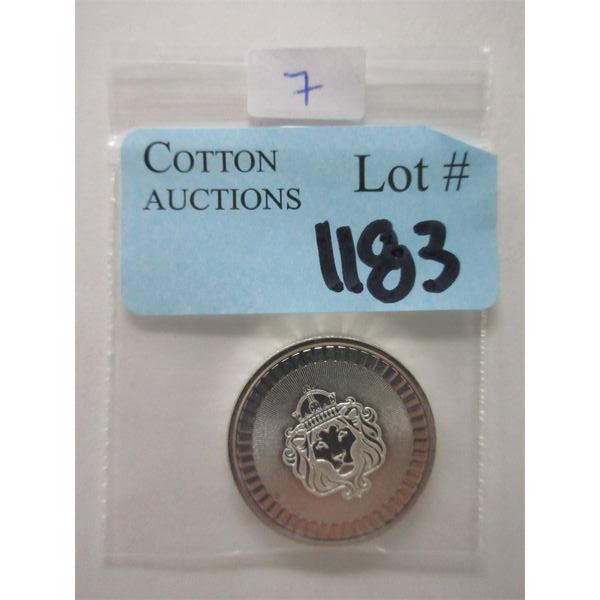 7
COTTON
AUCTIONS
Lot #
1183